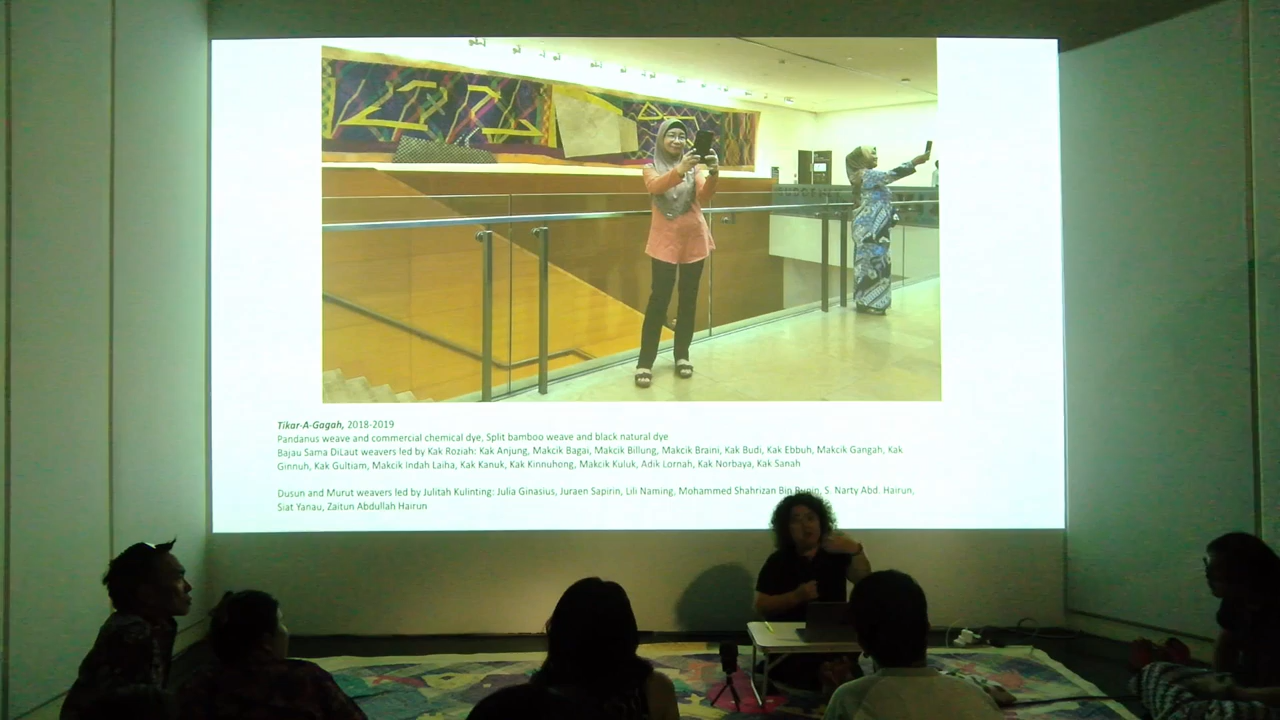 Tikar-A-Gagah, 2018-2019
Pandanus weave and commercial chemical dye, Split bamboo weave and black natural dye
Bajau Sama DiLaut weavers led by Kak Roziah: Kak Anjung, Makcik Bagai, Makcik Billung, Makcik Braini, Kak Budi, Kak Ebbuh, Makcik Gangah, Kak
Ginnuh, Kak Gultiam, Makcik Indah Laiha, Kak Kanuk, Kak Kinnuhong, Makcik Kuluk, Adik Lornah, Kak Norbaya, Kak Sanah
Dusun and Murut weavers led by Julitah Kulinting: Julia Ginasius, Juraen Sapirin, Lili Naming, Mohammed Shahrizan Bin Rupin, S. Narty Abd. Hairun,
Siat Yanau, Zaitun Abdullah Hairun